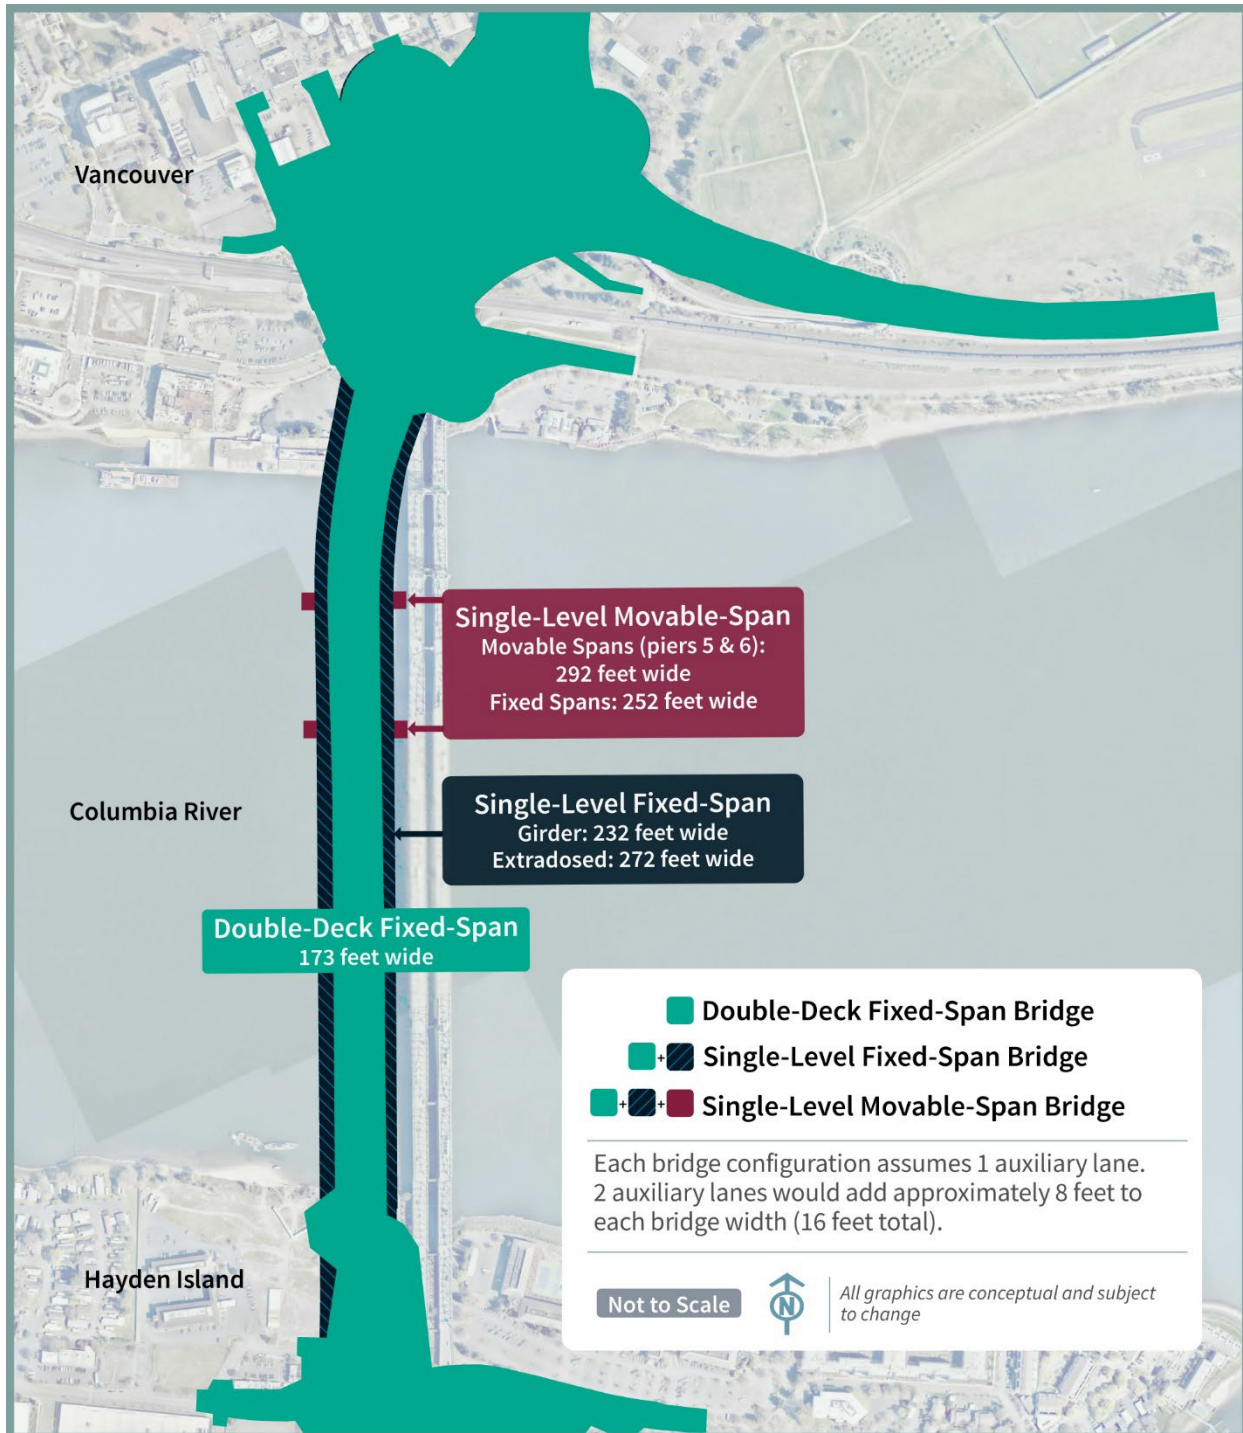 Vancouver
Single-Level Movable-Span
Movable Spans (piers 5 & 6):
292 feet wide
Fixed Spans: 252 feet wide
Columbia River
Single-Level Fixed-Span
Girder: 232 feet wide
Extradosed: 272 feet wide
Double-Deck Fixed-Span
173 feet wide
Double-Deck Fixed-Span Bridge
+ Single-Level Fixed-Span Bridge
+ + Single-Level Movable-Span Bridge
Each bridge configuration assumes 1 auxiliary lane.
2 auxiliary lanes would add approximately 8 feet to
each bridge width (16 feet total).
Hayden Island
Not to Scale
N
All graphics are conceptual and subject
to change